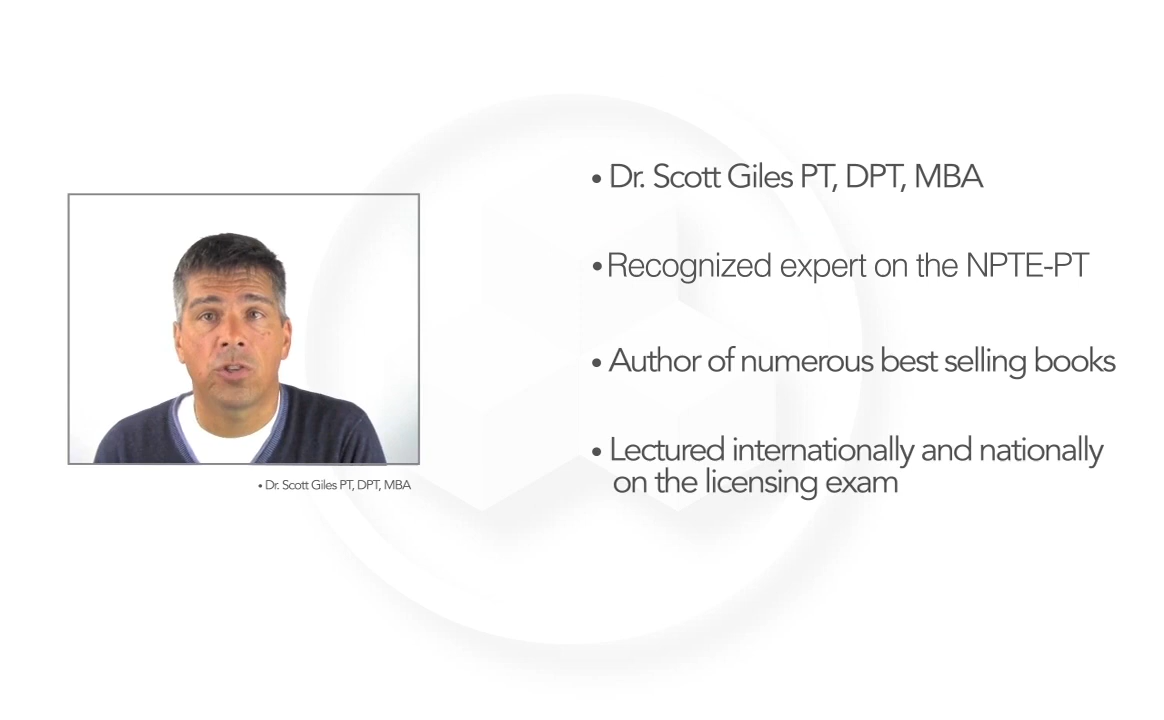 • Dr. Scott Giles PT, DPT, MBA
• Recognized expert on the NPTE-PT
• Author of numerous best selling books
• Lectured internationally and nationally
on the licensing exam
• Dr. Scott Giles PT, DPT, MBA